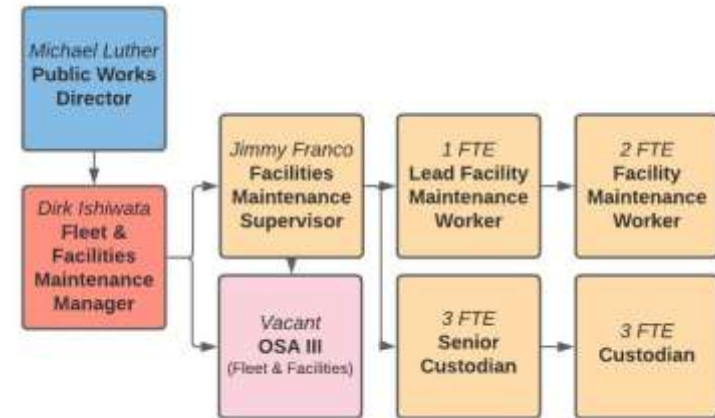 Michael Luther
Public Works
Director
Dirk Ishiwata
Fleet &
Facilities
Maintenance
Manager
Jimmy Franco
Facilities
Maintenance
Supervisor
Vacant
OSA III
(Fleet & Facilities)
1 FTE
Lead Facility
Maintenance
Worker
2 FTE
Facility
Maintenance
Worker
3 FTE
Senior
Custodian
3 FTE
Custodian